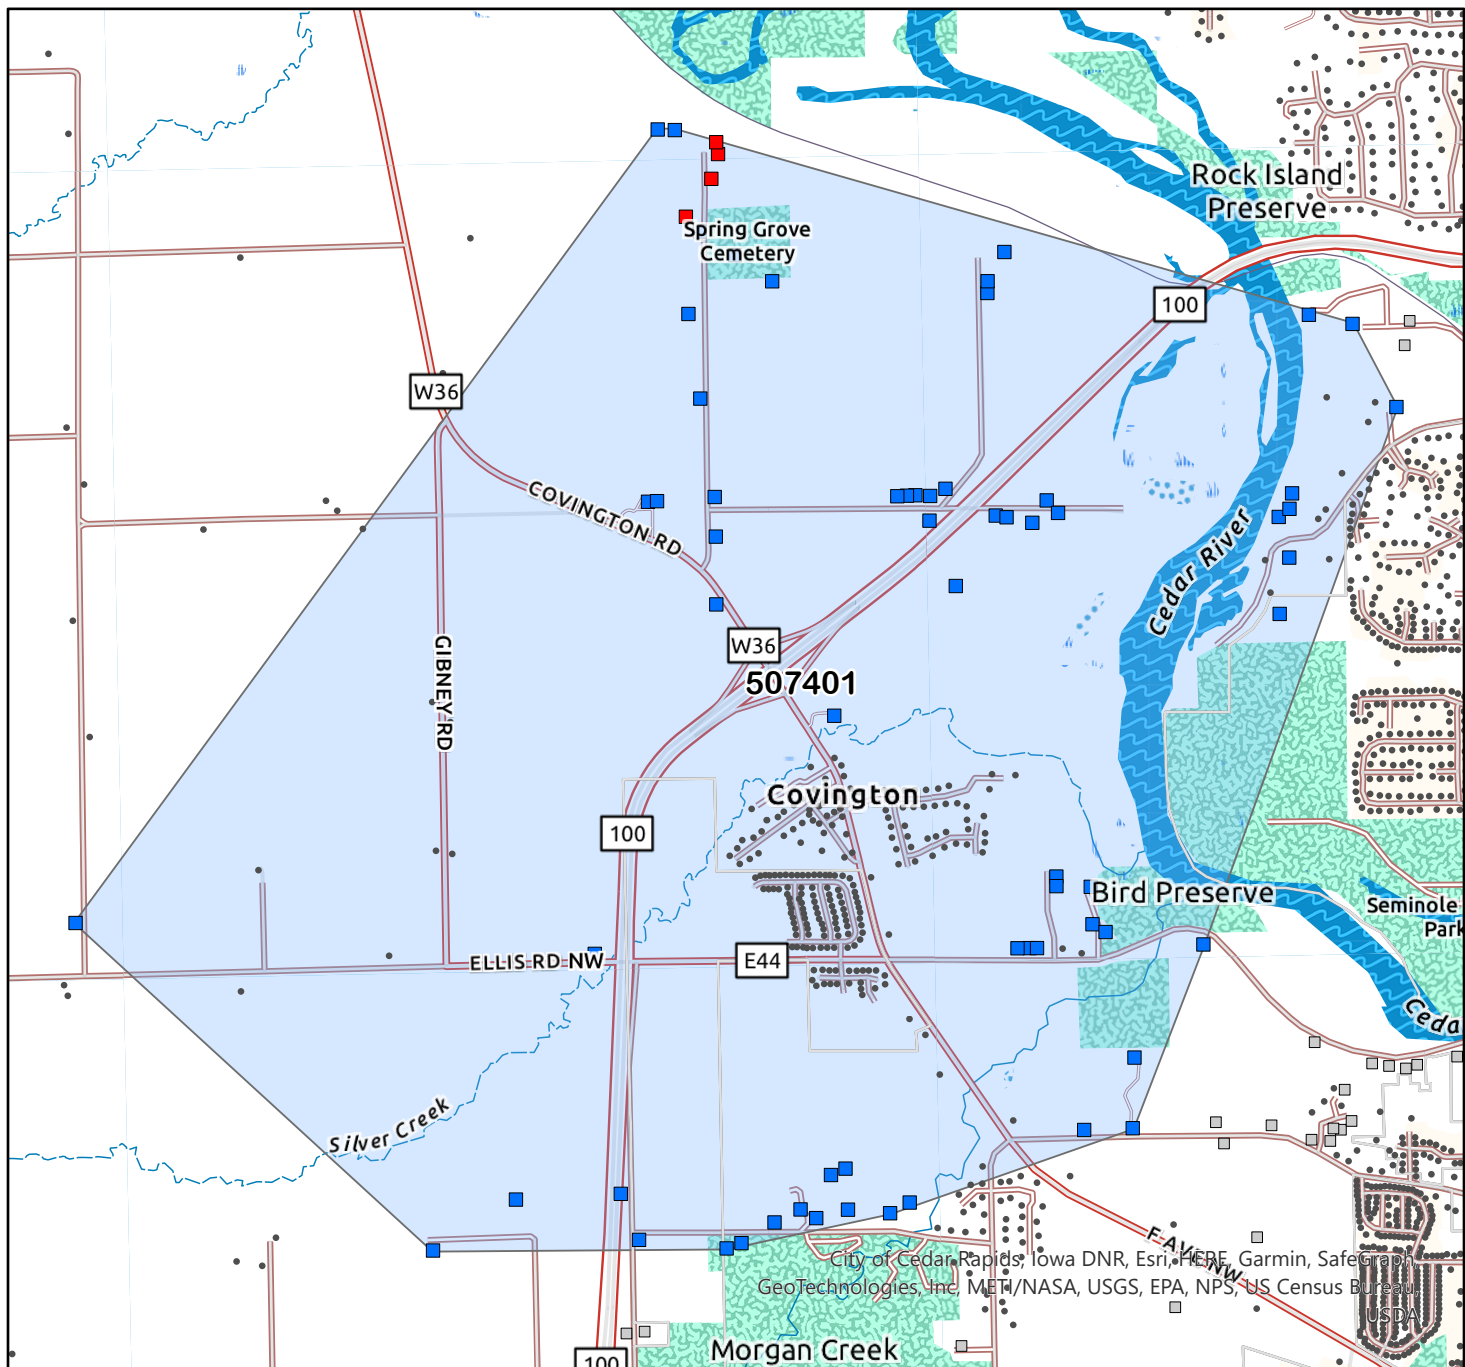 Rock Island
Preserve
Spring Grove
Cemetery
100
W36
COVINGTON RD
Cedar River
W36
GIBNEY RD
507401
Covington
100
Bird Preserve
Seminole
Park
ELLIS RD NW
E44
Ceda
Silver Creek
F AVE NW
City of Cedar Rapids, Iowa DNR, Esri, HERE, Garmin, SafeGraph,
GeoTechnologies, Inc, METI/NASA, USGS, EPA, NPS, US Census Bureau,
USDA
Morgan Creek
100